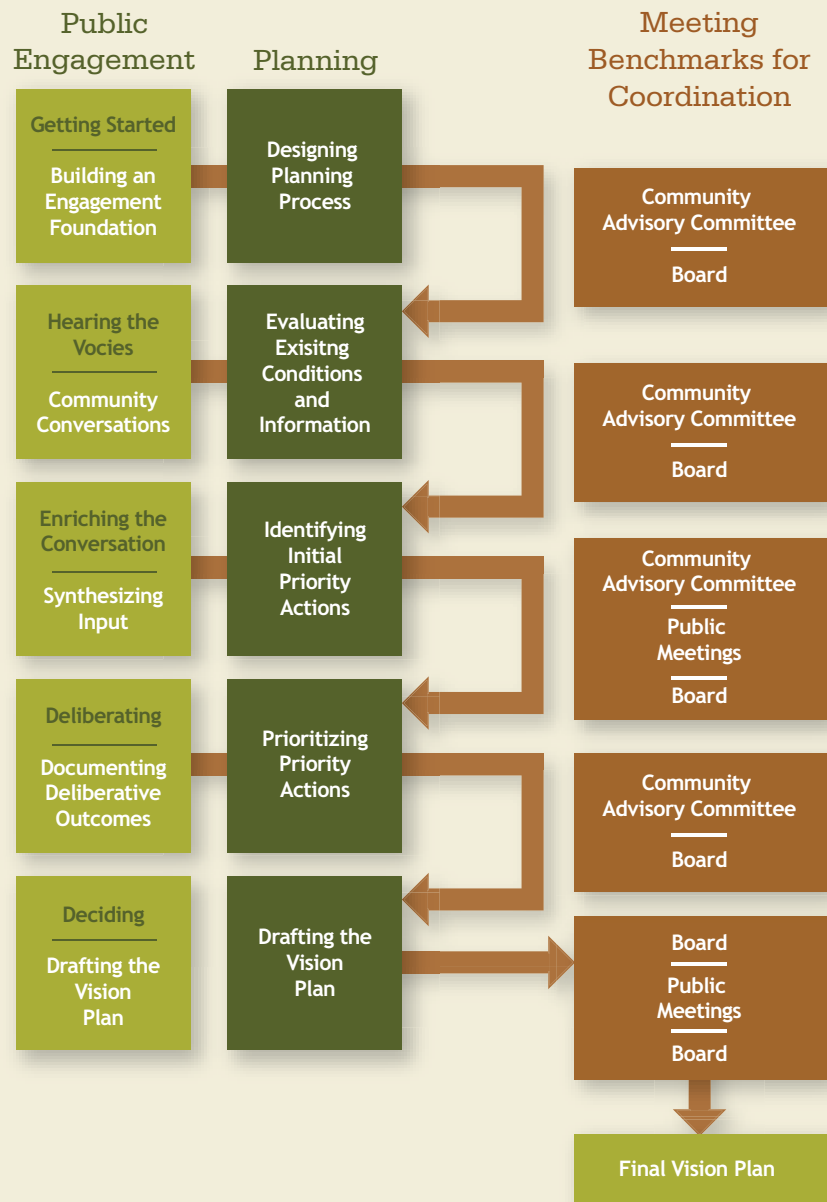 Public
Engagement
Planning
Meeting
Benchmarks for
Coordination
Getting Started
Building an
Engagement
Foundation
Designing
Planning
Process
Community
Advisory Committee
Board
Hearing the
Vocies
Community
Conversations
Evaluating
Exisitng
Conditions
and
Information
Community
Advisory Committee
Board
Enriching the
Conversation
Synthesizing
Input
Identifying
Initial
Priority
Actions
Community
Advisory Committee
Public
Meetings
Board
Deliberating
Documenting
Deliberative
Outcomes
Prioritizing
Priority
Actions
Community
Advisory Committee
Board
Deciding
Drafting the
Vision
Plan
Drafting the
Vision
Plan
Board
Public
Meetings
Board
Final Vision Plan